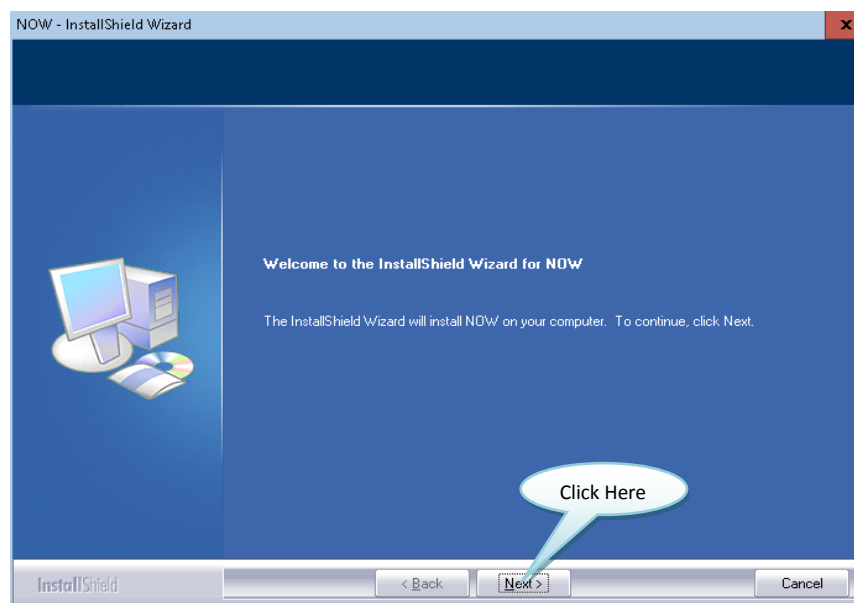 NOW - InstallShield Wizard
x
Welcome to the InstallShield Wizard for NOW
The InstallShield Wizard will install NOW on your computer. To continue, click Next.
Click Here
InstallShield
< Back
Next >
Cancel